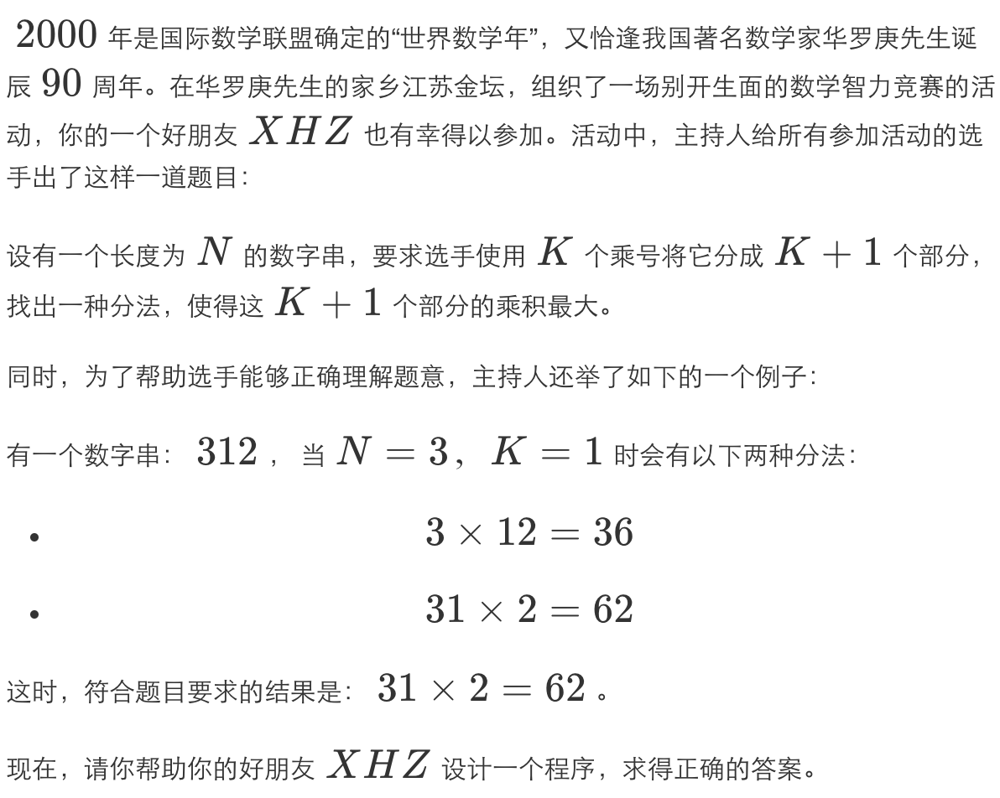 2000 年是国际数学联盟确定的“世界数学年”，又恰逢我国著名数学家华罗庚先生诞
辰 90 周年。在华罗庚先生的家乡江苏金坛，组织了一场别开生面的数学智力竞赛的活
动，你的一个好朋友 XHZ 也有幸得以参加。活动中，主持人给所有参加活动的选
手出了这样一道题目：
设有一个长度为 N 的数字串，要求选手使用 K 个乘号将它分成 K + 1 个部分，
找出一种分法，使得这 K + 1 个部分的乘积最大。
同时，为了帮助选手能够正确理解题意，主持人还举了如下的一个例子：
有一个数字串： 312 ， 当 N = 3，K = 1 时会有以下两种分法：
• 3 × 12 = 36
• 31 × 2 = 62
这时，符合题目要求的结果是： 31 × 2 = 62 。
现在，请你帮助你的好朋友 XHZ 设计一个程序，求得正确的答案。